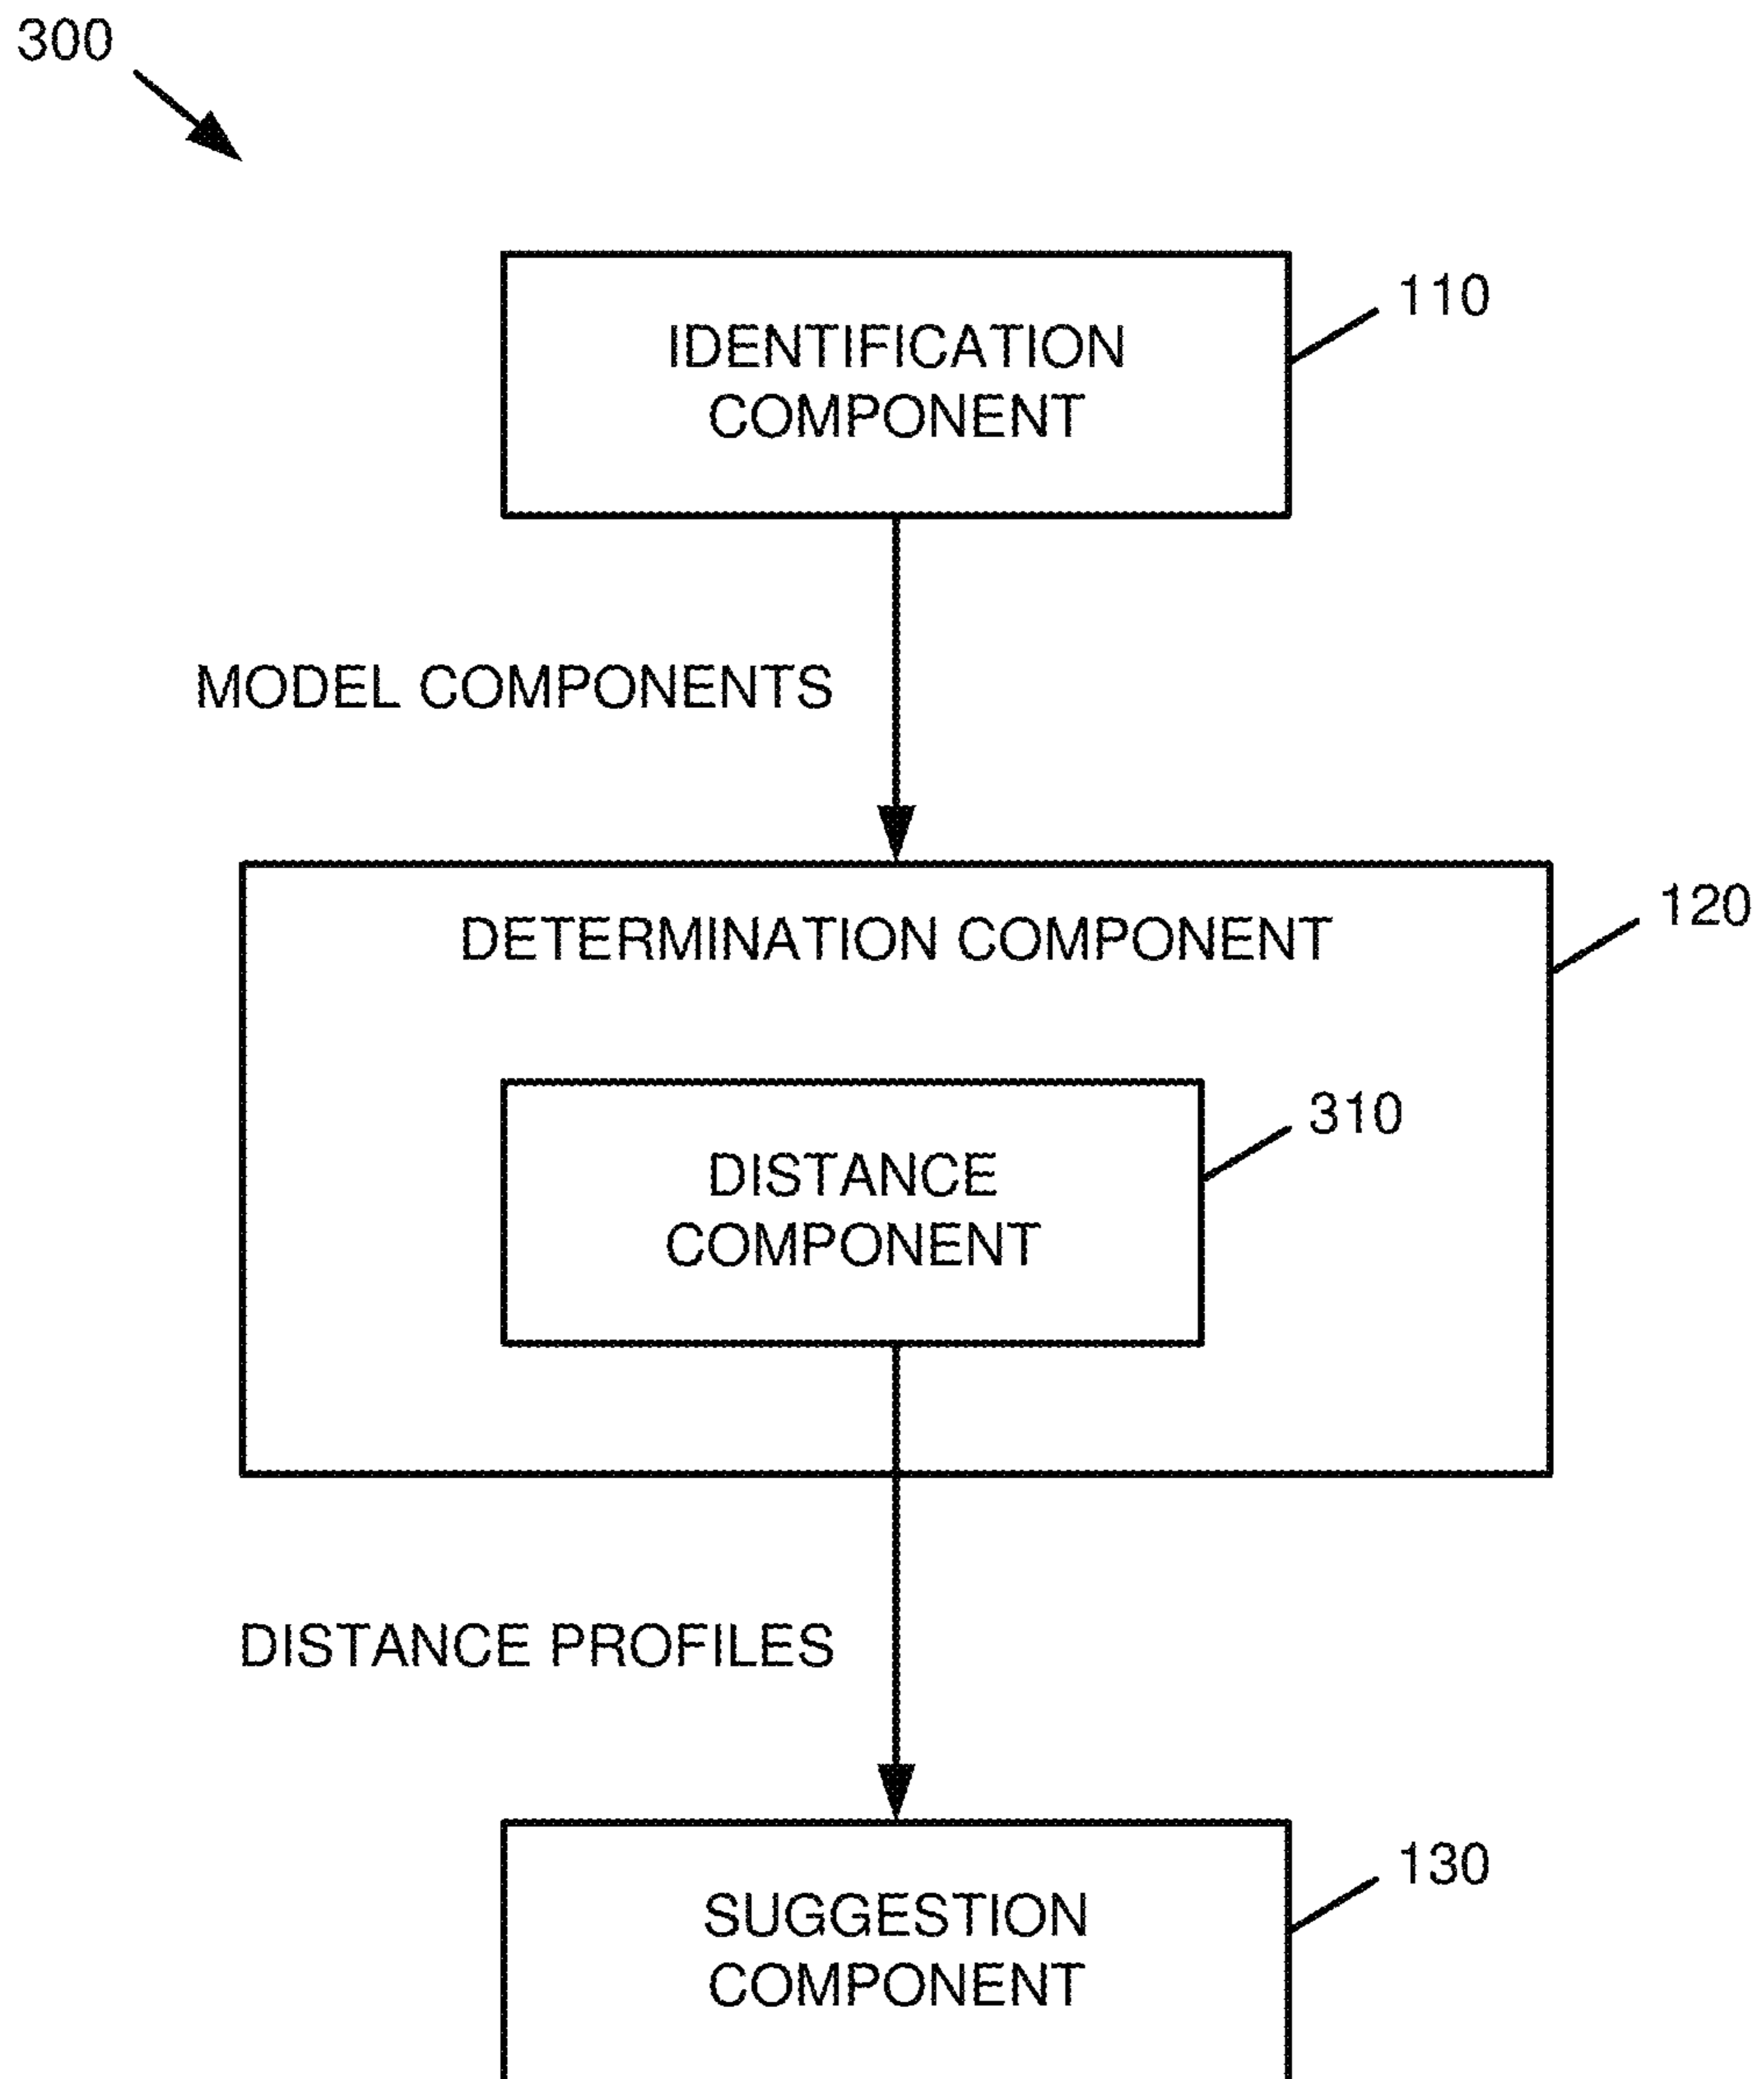 300
110
IDENTIFICATION
COMPONENT
MODEL COMPONENTS
120
DETERMINATION COMPONENT
310
DISTANCE
COMPONENT
DISTANCE PROFILES
130
SUGGESTION
COMPONENT